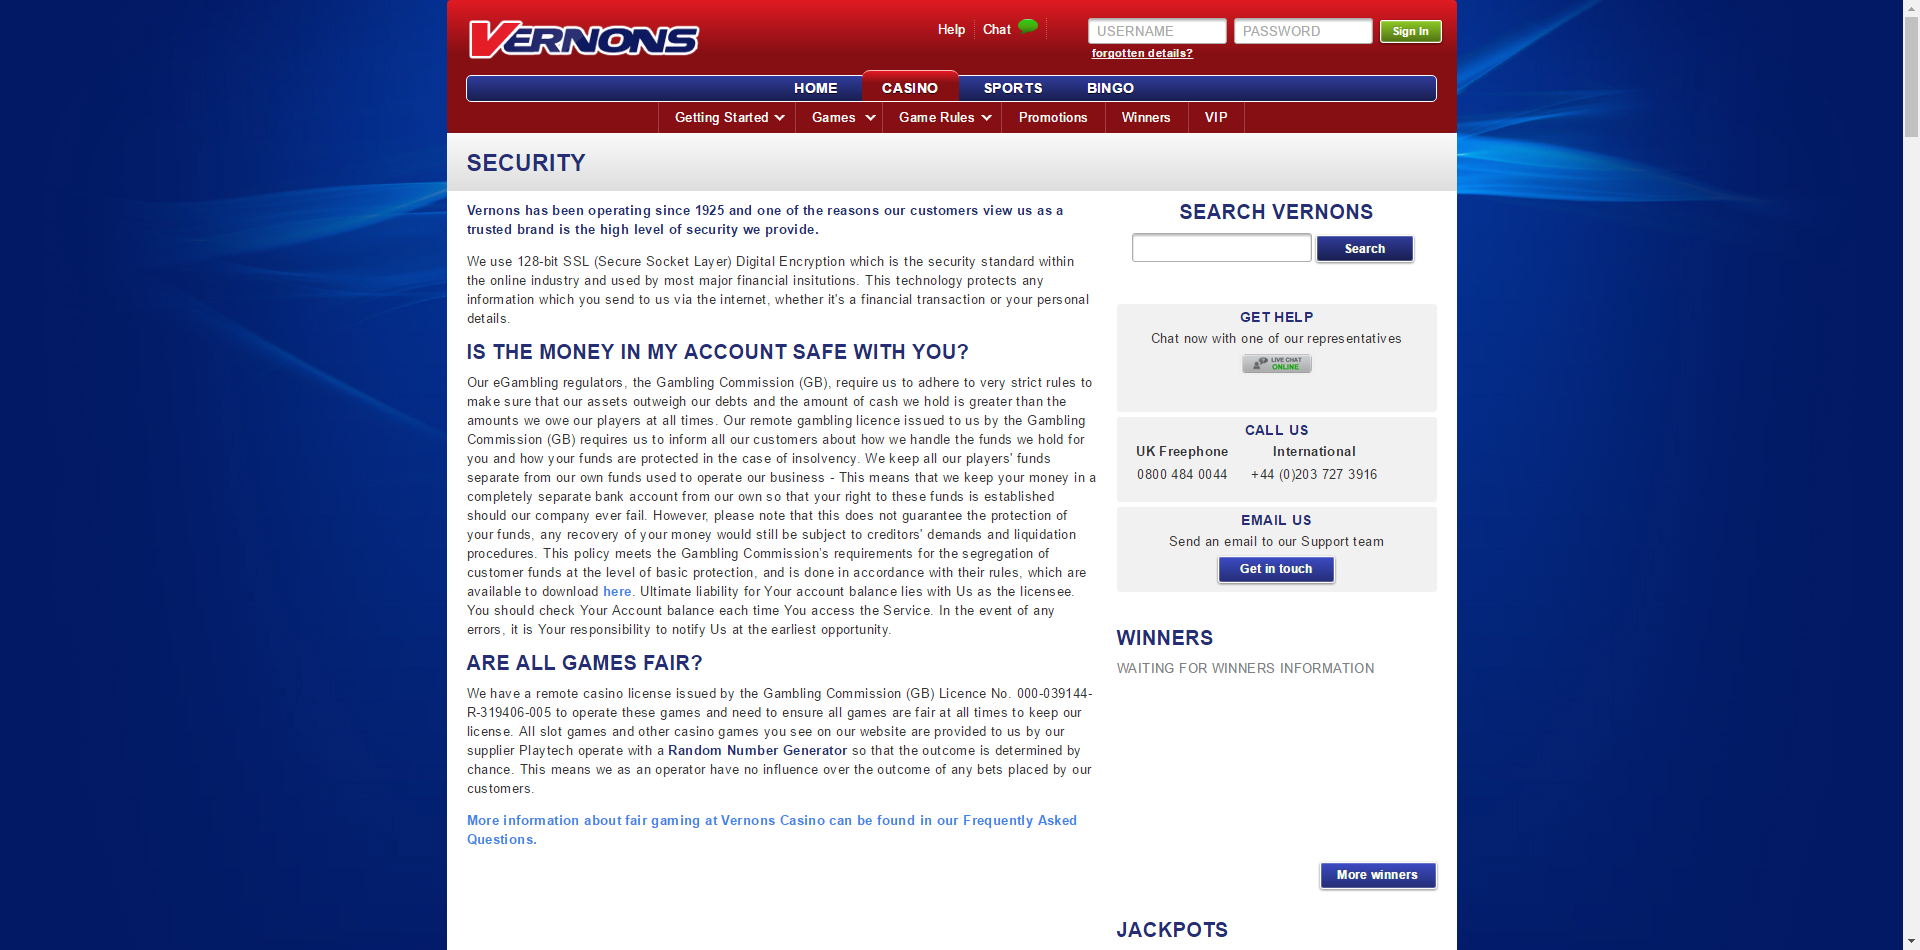 VERNONS
Help
Chat
USERNAME
PASSWORD
Sign In
forgotten details?
HOME
CASINO
SPORTS
BINGO
Getting Started
Games
Game Rules
Promotions
Winners
VIP
SECURITY
Vernons has been operating since 1925 and one of the reasons our customers view us as a
trusted brand is the high level of security we provide.
We use 128-bit SSL (Secure Socket Layer) Digital Encryption which is the security standard within
the online industry and used by most major financial insitutions. This technology protects any
information which you send to us via the internet, whether it's a financial transaction or your personal
details.
IS THE MONEY IN MY ACCOUNT SAFE WITH YOU?
Our eGambling regulators, the Gambling Commission (GB), require us to adhere to very strict rules to
make sure that our assets outweigh our debts and the amount of cash we hold is greater than the
amounts we owe our players at all times. Our remote gambling licence issued to us by the Gambling
Commission (GB) requires us to inform all our customers about how we handle the funds we hold for
you and how your funds are protected in the case of insolvency. We keep all our players' funds
separate from our own funds used to operate our business - This means that we keep your money in a
completely separate bank account from our own so that your right to these funds is established
should our company ever fail. However, please note that this does not guarantee the protection of
your funds, any recovery of your money would still be subject to creditors' demands and liquidation
procedures. This policy meets the Gambling Commission's requirements for the segregation of
customer funds at the level of basic protection, and is done in accordance with their rules, which are
available to download here. Ultimate liability for Your account balance lies with Us as the licensee.
You should check Your Account balance each time You access the Service. In the event of any
errors, it is Your responsibility to notify Us at the earliest opportunity.
ARE ALL GAMES FAIR?
We have a remote casino license issued by the Gambling Commission (GB) Licence No. 000-039144-
R-319406-005 to operate these games and need to ensure all games are fair at all times to keep our
license. All slot games and other casino games you see on our website are provided to us by our
supplier Playtech operate with a Random Number Generator so that the outcome is determined by
chance. This means we as an operator have no influence over the outcome of any bets placed by our
customers.
More information about fair gaming at Vernons Casino can be found in our Frequently Asked
Questions.
SEARCH VERNONS
Search
GET HELP
Chat now with one of our representatives
LIVE CHAT
ONLINE
CALL US
UK Freephone International
0800 484 0044 +44 (0)203 727 3916
EMAIL US
Send an email to our Support team
Get in touch
WINNERS
WAITING FOR WINNERS INFORMATION
More winners
JACKPOTS